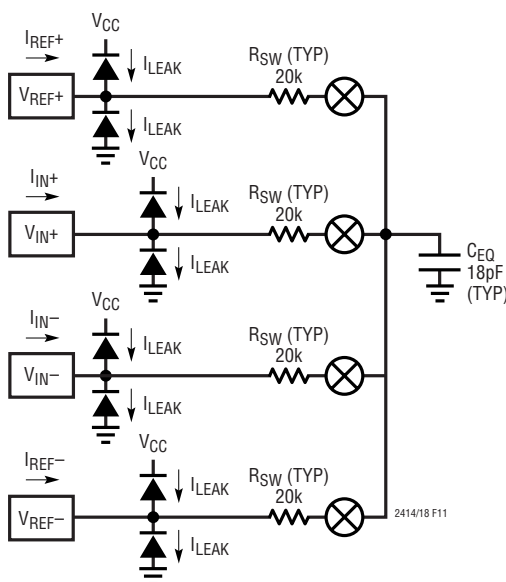 VCC
IREF+
ILEAK
RSW (TYP)
20k
VREF+
ILEAK
VCC
IIN+
ILEAK
RSW (TYP)
20k
VIN+
ILEAK
CEQ
18pF
(TYP)
VCC
IIN–
ILEAK
RSW (TYP)
20k
VIN–
ILEAK
VCC
IREF–
ILEAK
RSW (TYP)
20k
VREF–
ILEAK
2414/18 F11